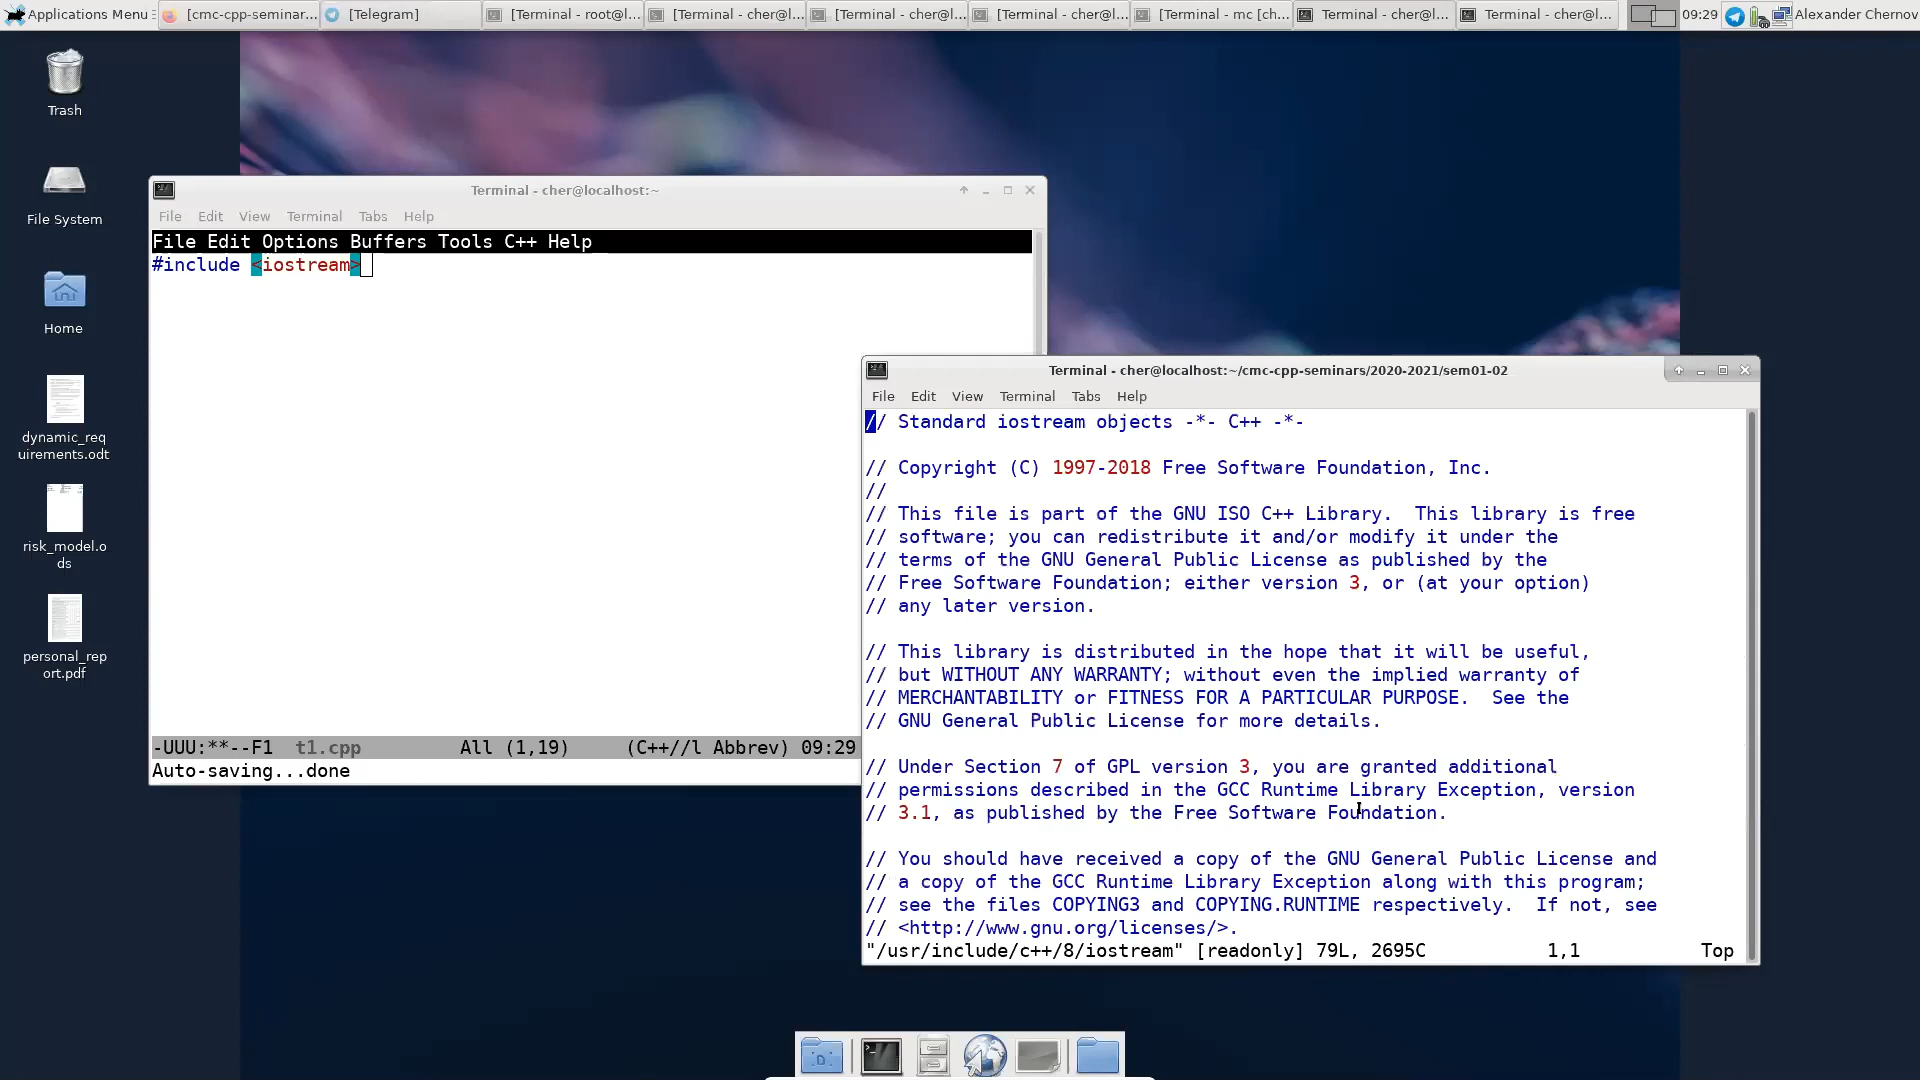 Applications Menu
[cmc-cpp-seminar...
[Telegram]
[Terminal - root@l...
[Terminal - cher@l...
[Terminal - cher@l...
[Terminal - cher@l...
[Terminal - mc [ch...
Terminal - cher@l...
Terminal - cher@l...
09:29
Alexander Chernov
Trash
File System
Home
dynamic_req
uirements.odt
risk_model.o
ds
personal_rep
ort.pdf
Terminal - cher@localhost:~
File Edit View Terminal Tabs Help
File Edit Options Buffers Tools C++ Help
#include <iostream>
-UUU:**--F1 t1.cpp All (1,19) (C++//l Abbrev) 09:29
Auto-saving...done
Terminal - cher@localhost:~/cmc-cpp-seminars/2020-2021/sem01-02
File Edit View Terminal Tabs Help
// Standard iostream objects -*- C++ -*-
// Copyright (C) 1997-2018 Free Software Foundation, Inc.
//
// This file is part of the GNU ISO C++ Library.  This library is free
// software; you can redistribute it and/or modify it under the
// terms of the GNU General Public License as published by the
// Free Software Foundation; either version 3, or (at your option)
// any later version.
// This library is distributed in the hope that it will be useful,
// but WITHOUT ANY WARRANTY; without even the implied warranty of
// MERCHANTABILITY or FITNESS FOR A PARTICULAR PURPOSE.  See the
// GNU General Public License for more details.
// Under Section 7 of GPL version 3, you are granted additional
// permissions described in the GCC Runtime Library Exception, version
// 3.1, as published by the Free Software Foundation.
// You should have received a copy of the GNU General Public License and
// a copy of the GCC Runtime Library Exception along with this program;
// see the files COPYING3 and COPYING.RUNTIME respectively.  If not, see
// <http://www.gnu.org/licenses/>.
"/usr/include/c++/8/iostream" [readonly] 79L, 2695C 1,1 Top